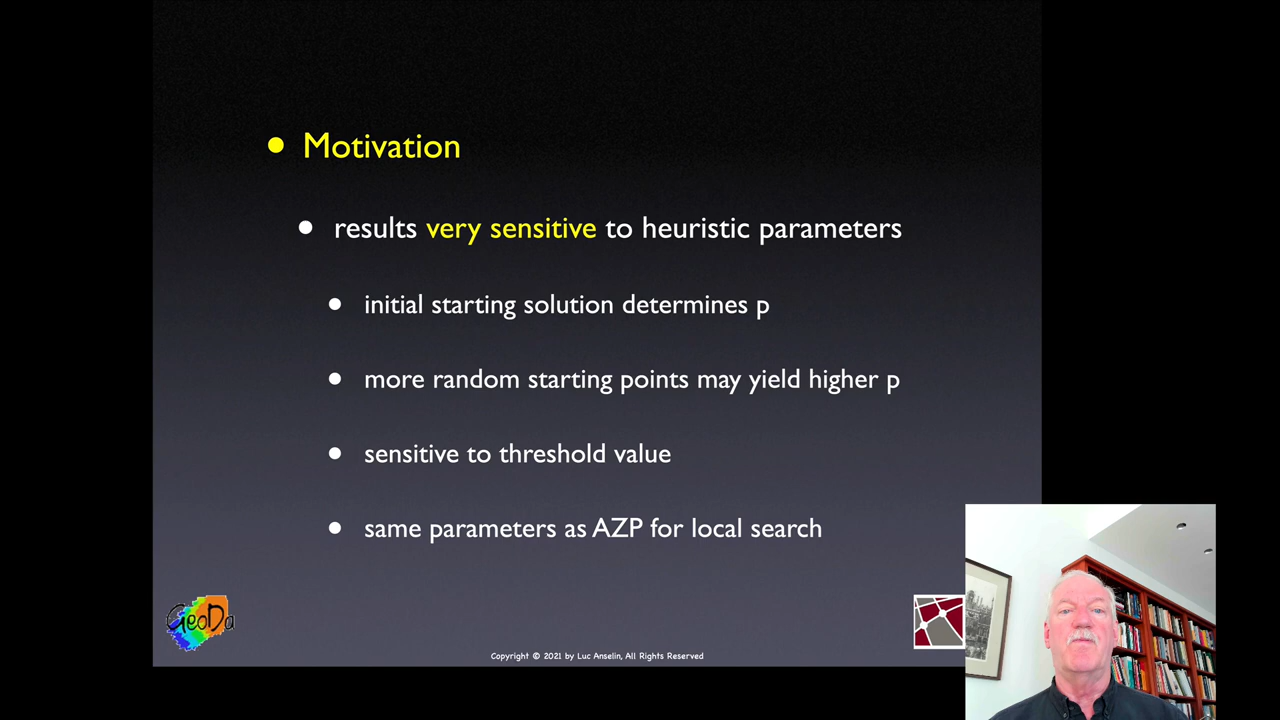 Motivation
results very sensitive to heuristic parameters
initial starting solution determines p
more random starting points may yield higher p
sensitive to threshold value
same parameters as AZP for local search
GeoDa
Copyright © 2021 by Luc Anselin, All Rights Reserved